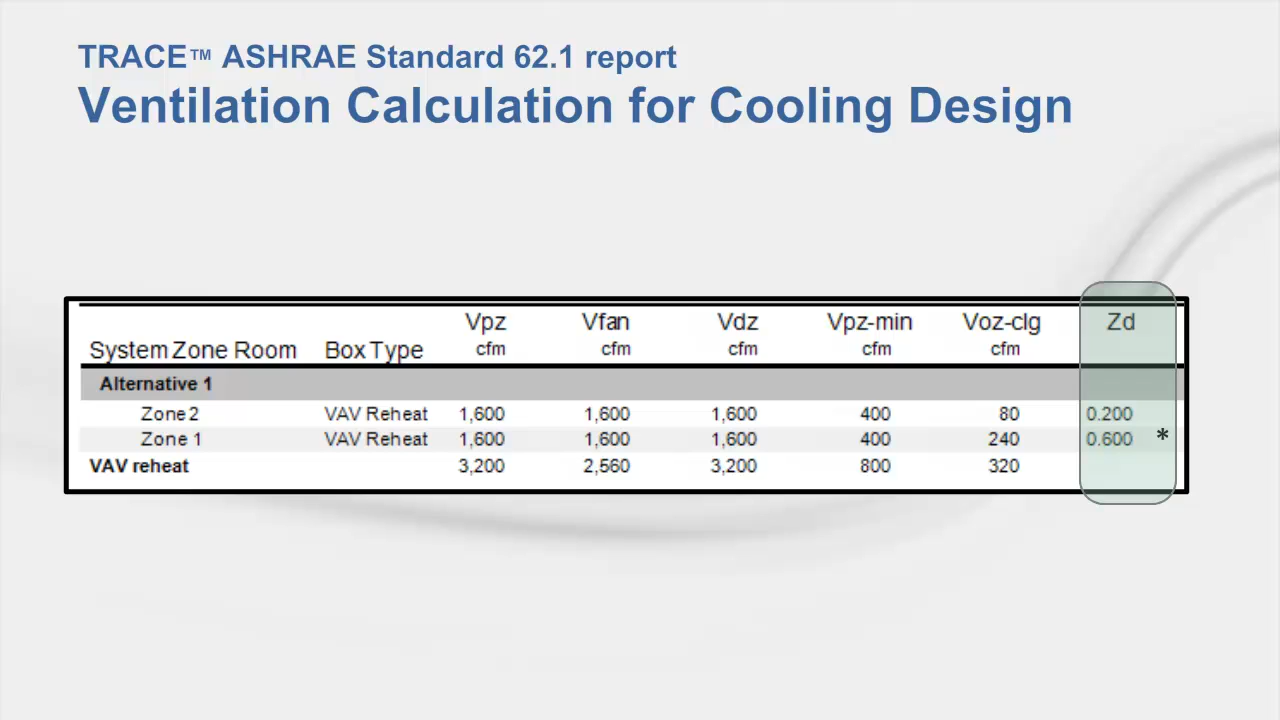 TRACE™ ASHRAE Standard 62.1 report
Ventilation Calculation for Cooling Design
Vpz Vfan Vdz Vpz-min Voz-clg Zd
System Zone Room Box Type cfm cfm cfm cfm cfm
Alternative 1
Zone 2 VAV Reheat 1,600 1,600 1,600 400 80 0.200
Zone 1 VAV Reheat 1,600 1,600 1,600 400 240 0.600 *
VAV reheat 3,200 2,560 3,200 800 320